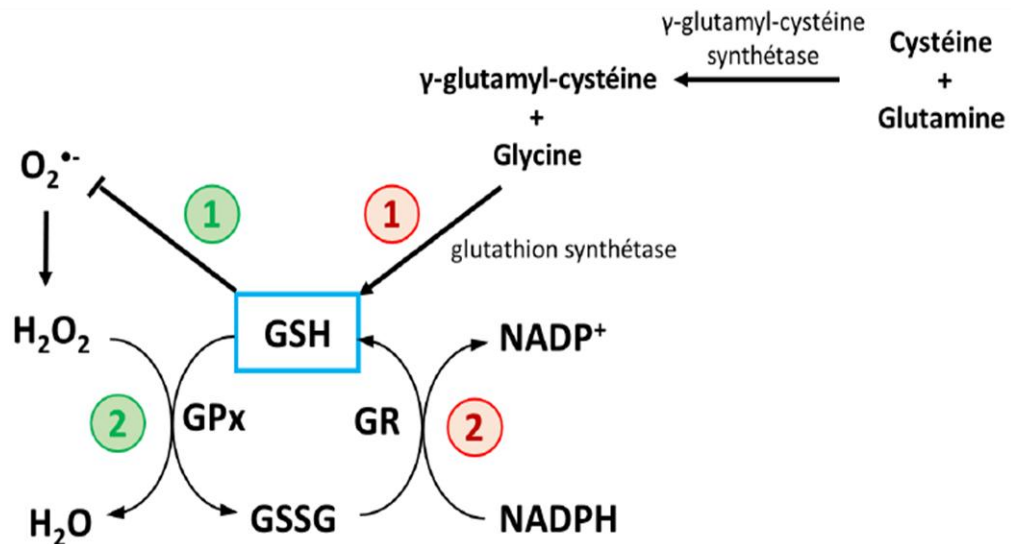 γ-glutamyl-cystéine
synthétase
Cystéine
+
Glutamine
γ-glutamyl-cystéine
+
Glycine
O₂•-
1
1
glutathion synthétase
H₂O₂
GSH
NADP⁺
2
GPx
GR
2
H₂O
GSSG
NADPH